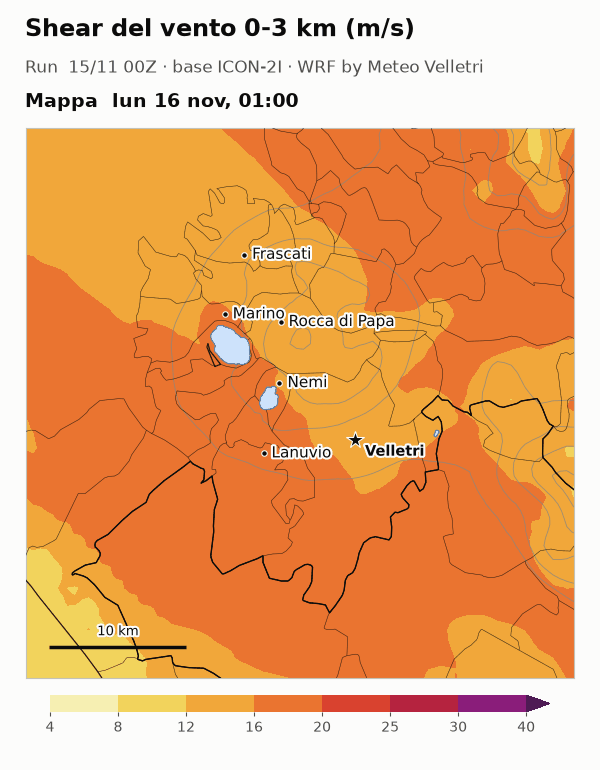 Shear del vento 0-3 km (m/s)
Run  15/11 00Z · base ICON-2I · WRF by Meteo Velletri
Mappa  lun 16 nov, 01:00
Frascati
Marino
Rocca di Papa
Nemi
Velletri
Lanuvio
10 km
4 8 12 16 20 25 30 40